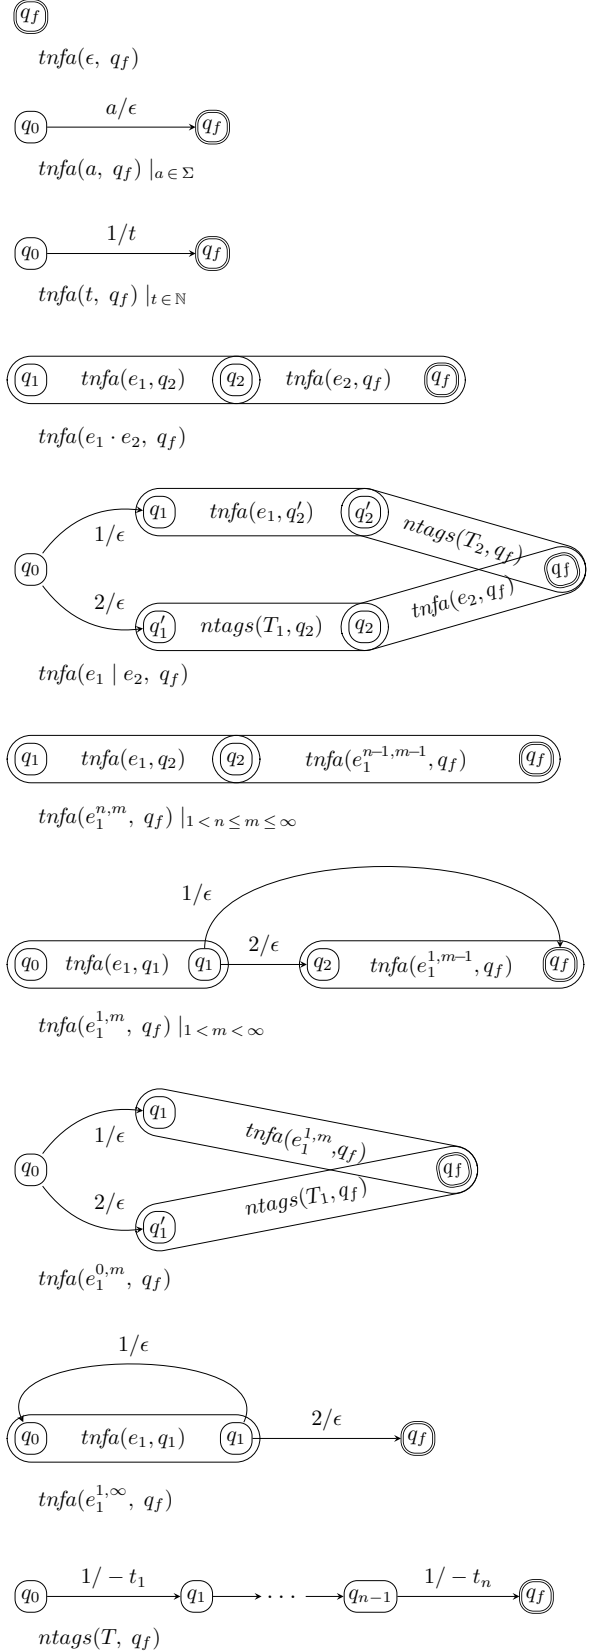 q_f
tnfa(ϵ, q_f)
a/ϵ
q_0 q_f
tnfa(a, q_f) |_{a ∈ Σ}
1/t
q_0 q_f
tnfa(t, q_f) |_{t ∈ ℕ}
q_1 tnfa(e_1, q_2) q_2 tnfa(e_2, q_f) q_f
tnfa(e_1 · e_2, q_f)
q_1 tnfa(e_1, q′_2) q′_2 ntags(T_2, q_f)
1/ϵ
q_0 q_f
2/ϵ
q′_1 ntags(T_1, q_2) q_2 tnfa(e_2, q_f)
tnfa(e_1 | e_2, q_f)
q_1 tnfa(e_1, q_2) q_2 tnfa(e_1^{n−1,m−1}, q_f) q_f
tnfa(e_1^{n,m}, q_f) |_{1 < n ≤ m ≤ ∞}
1/ϵ
2/ϵ
q_0 tnfa(e_1, q_1) q_1 q_2 tnfa(e_1^{1,m−1}, q_f) q_f
tnfa(e_1^{1,m}, q_f) |_{1 < m < ∞}
q_1 tnfa(e_1^{1,m}, q_f)
1/ϵ
q_0 q_f
2/ϵ
q′_1 ntags(T_1, q_f)
tnfa(e_1^{0,m}, q_f)
1/ϵ
2/ϵ
q_0 tnfa(e_1, q_1) q_1 q_f
tnfa(e_1^{1,∞}, q_f)
1/ − t_1 1/ − t_n
q_0 q_1 · · · q_{n−1} q_f
ntags(T, q_f)